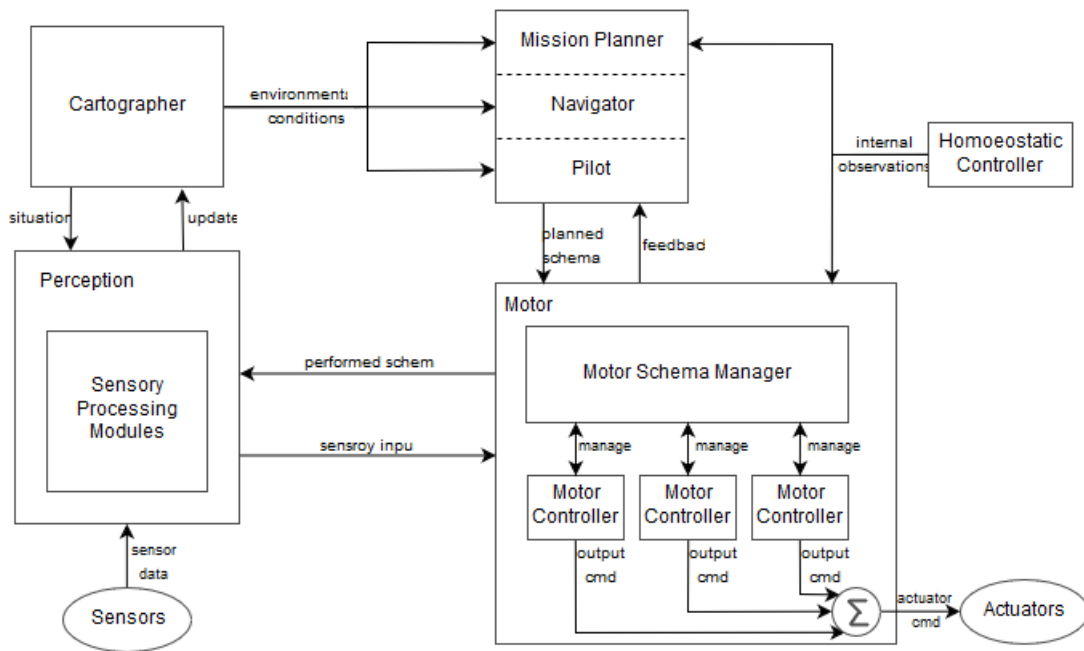 Mission Planner
Cartographer
environmenta
conditions
Navigator
Pilot
internal
observations
Homoeostatic
Controller
situation
update
planned
schema
feedbac
Perception
Motor
Sensory
Processing
Modules
performed schem
Motor Schema Manager
sensroy inpu
manage
manage
manage
Motor
Controller
Motor
Controller
Motor
Controller
output
cmd
output
cmd
output
cmd
sensor
data
Sensors
Σ
actuator
cmd
Actuators